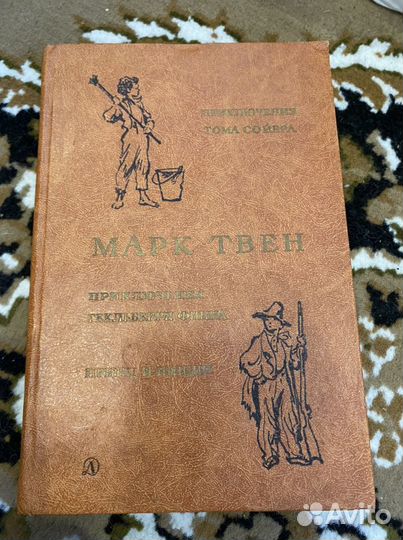 ПРИКЛЮЧЕНИЯ
ТОМА СОЙЕРА
МАРК ТВЕН
ПРИКЛЮЧЕНИЯ
ГЕКЛЬБЕРРИ ФИННА
ПРИНЦ И НИЩИЙ
Avito